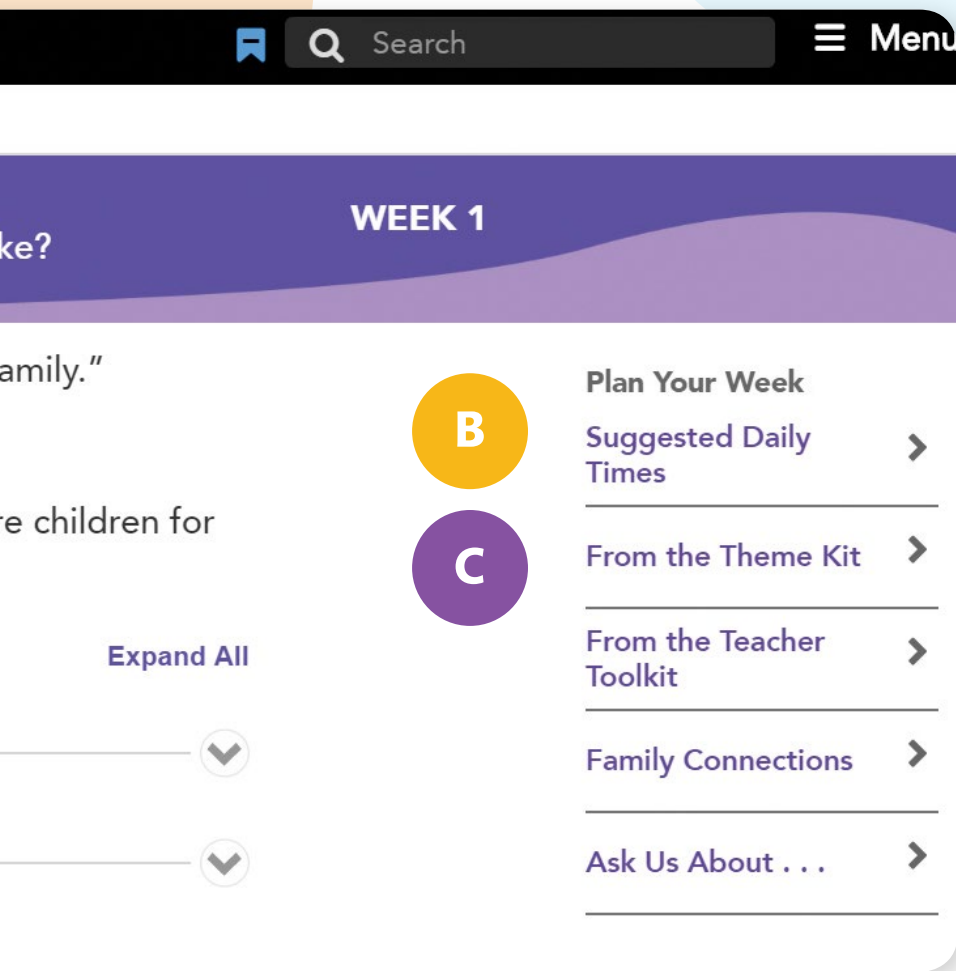 Search
Menu
WEEK 1
ke?
amily.”
B
Plan Your Week
Suggested Daily
Times
C
re children for
From the Theme Kit
Expand All
From the Teacher
Toolkit
Family Connections
Ask Us About . . .